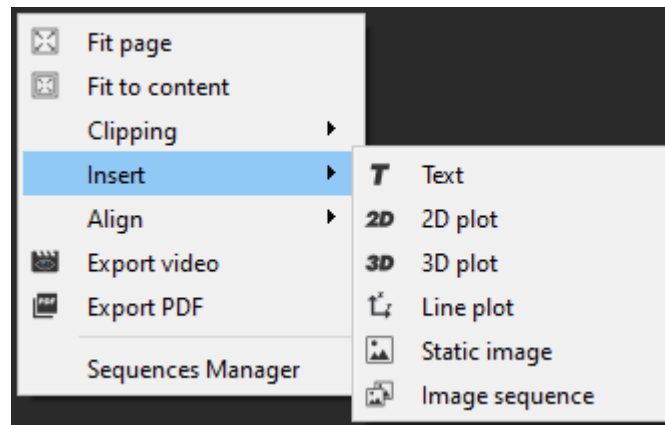 Fit page
Fit to content
Clipping
Insert
Align
Export video
PDF Export PDF
Sequences Manager
T Text
2D 2D plot
3D 3D plot
Line plot
Static image
Image sequence